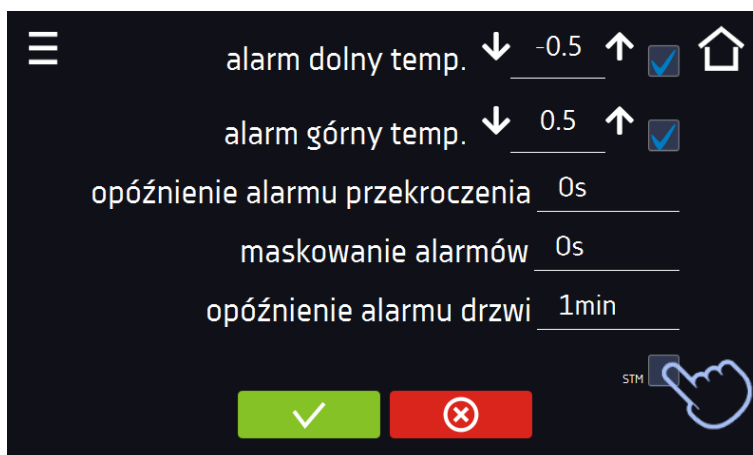 alarm dolny temp. -0.5
alarm górny temp. 0.5
opóźnienie alarmu przekroczenia 0s
maskowanie alarmów 0s
opóźnienie alarmu drzwi 1min
STM